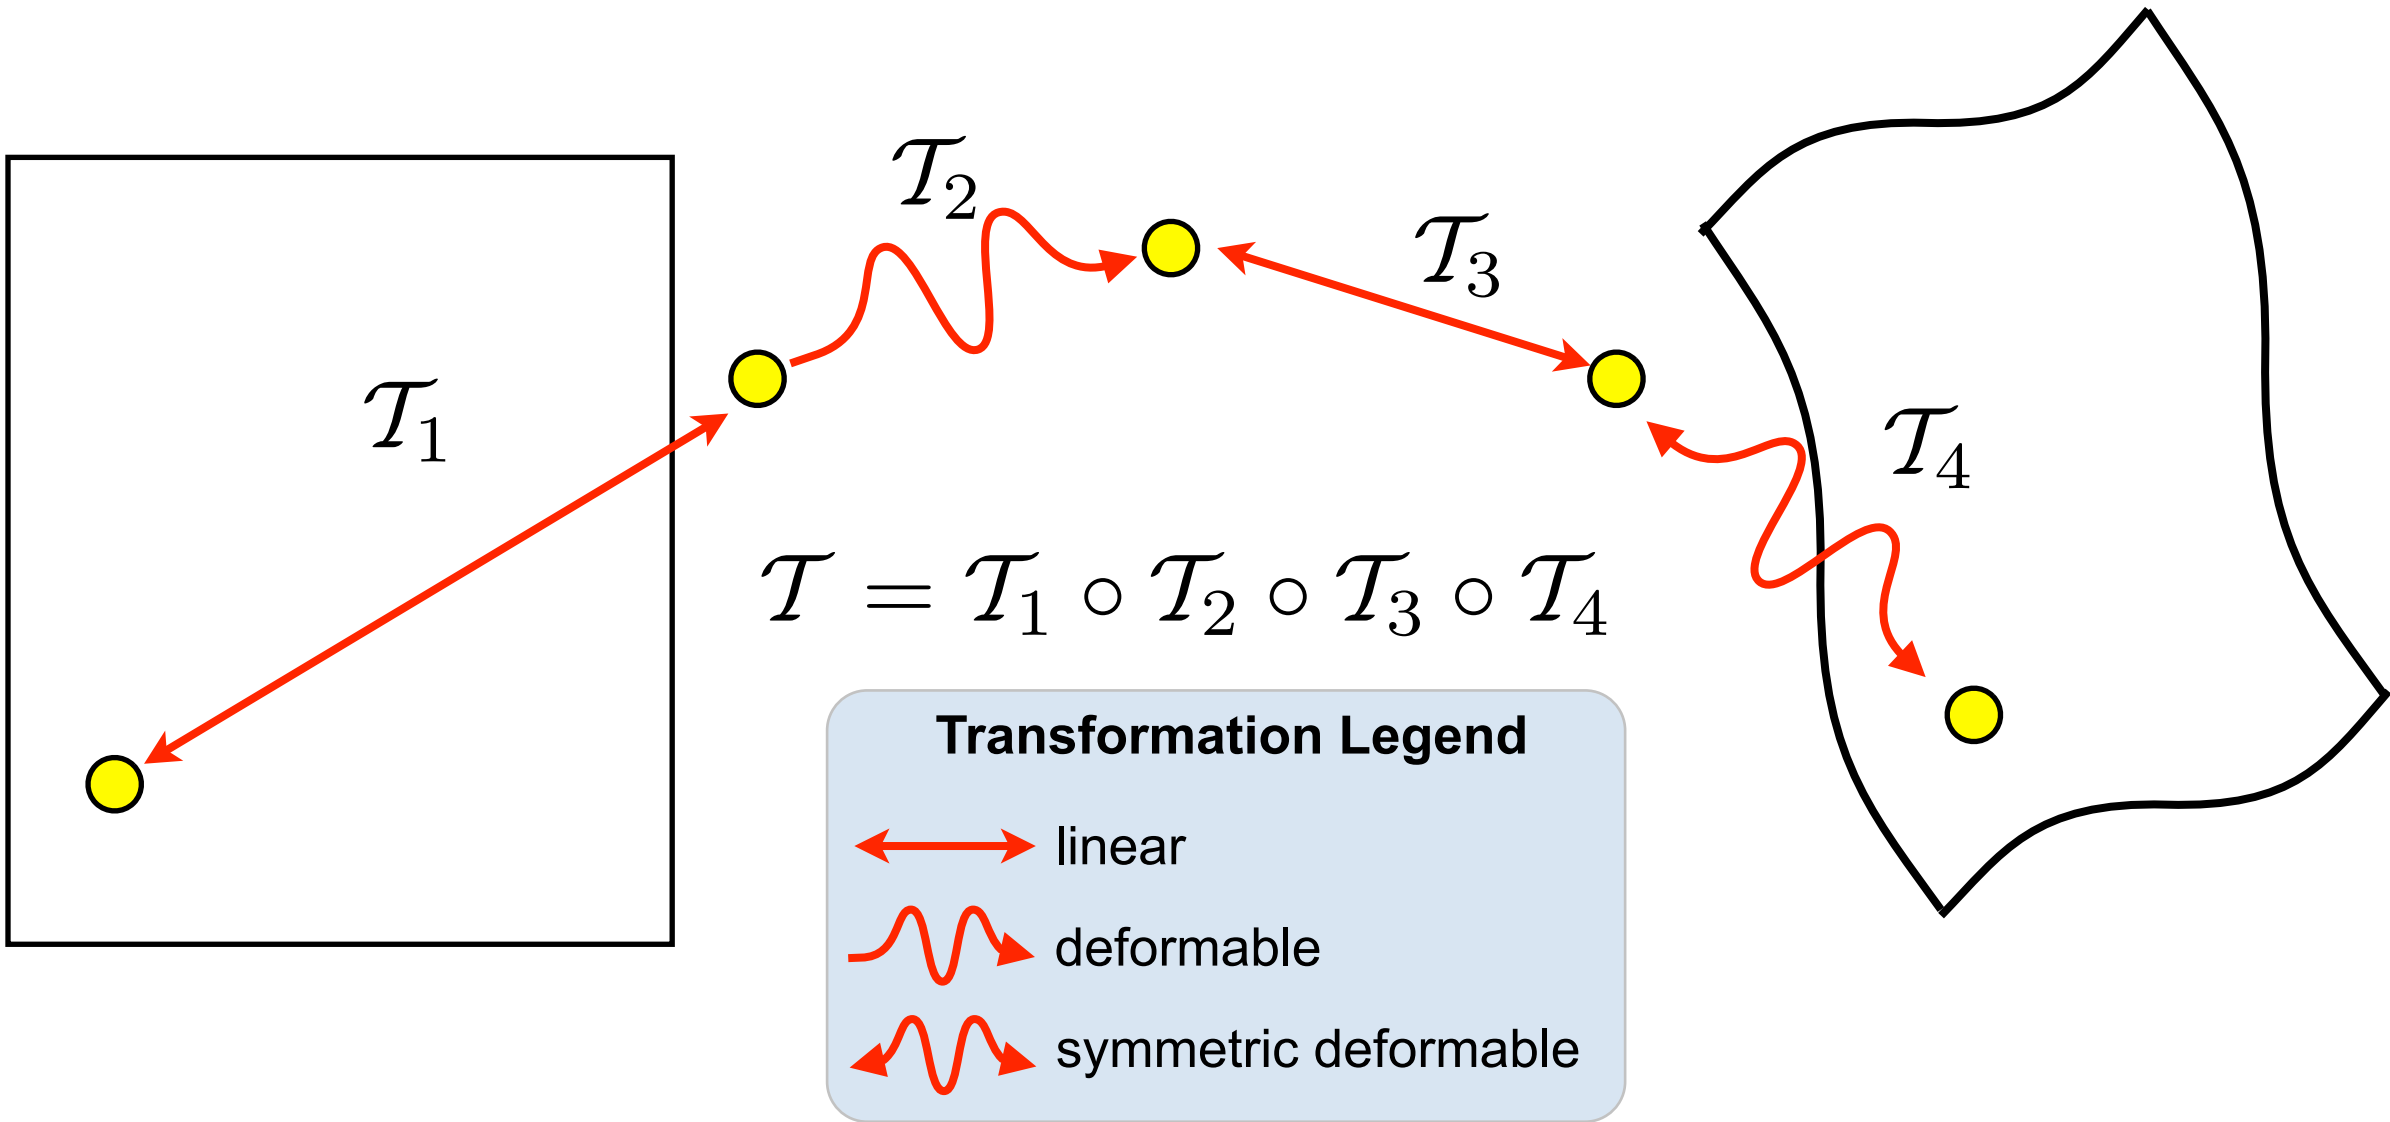 𝒯₁
𝒯₂
𝒯₃
𝒯₄
𝒯 = 𝒯₁ ∘ 𝒯₂ ∘ 𝒯₃ ∘ 𝒯₄
Transformation Legend
linear
deformable
symmetric deformable